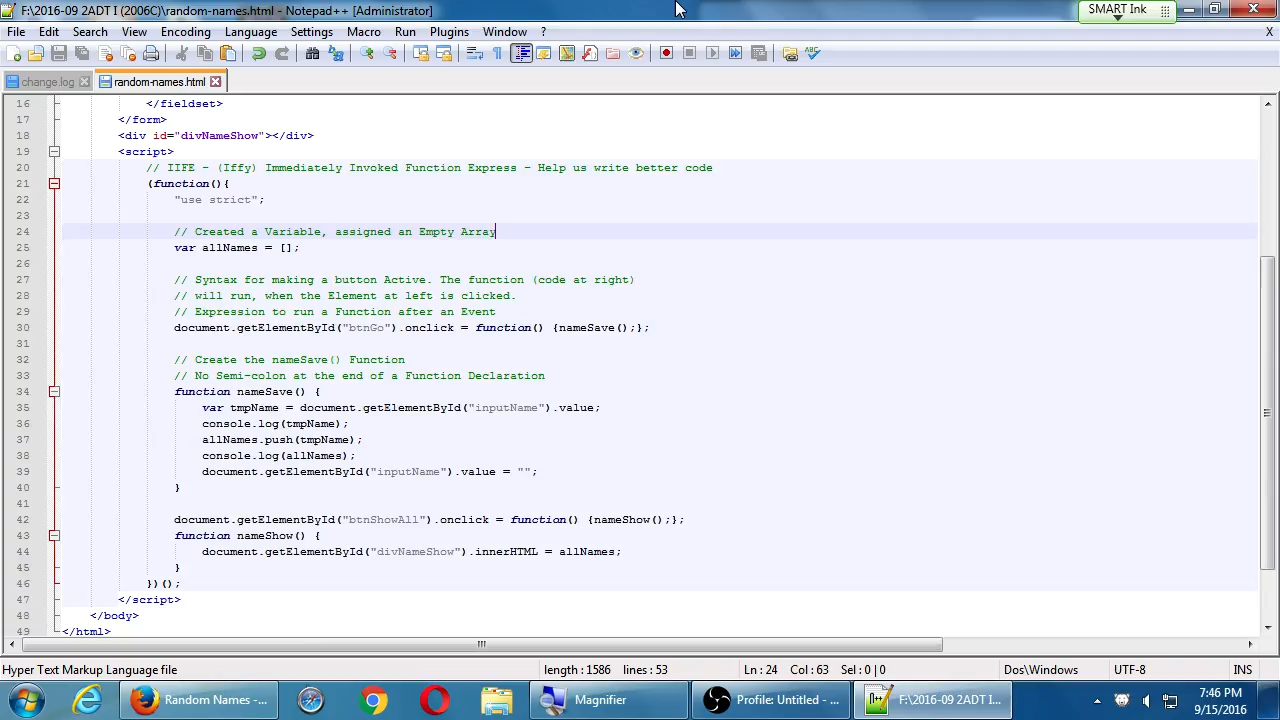 F:\2016-09 2ADT I (2006C)\random-names.html - Notepad++ [Administrator]
SMART Ink
File Edit Search View Encoding Language Settings Macro Run Plugins Window ? X
change.log random-names.html
16 </fieldset>
17 </form>
18 <div id="divNameShow"></div>
19 <script>
20 // IIFE - (Iffy) Immediately Invoked Function Express - Help us write better code
21 (function(){
22 "use strict";
23
24 // Created a Variable, assigned an Empty Array
25 var allNames = [];
26
27 // Syntax for making a button Active. The function (code at right)
28 // will run, when the Element at left is clicked.
29 // Expression to run a Function after an Event
30 document.getElementById("btnGo").onclick = function() {nameSave();};
31
32 // Create the nameSave() Function
33 // No Semi-colon at the end of a Function Declaration
34 function nameSave() {
35 var tmpName = document.getElementById("inputName").value;
36 console.log(tmpName);
37 allNames.push(tmpName);
38 console.log(allNames);
39 document.getElementById("inputName").value = "";
40 }
41
42 document.getElementById("btnShowAll").onclick = function() {nameShow();};
43 function nameShow() {
44 document.getElementById("divNameShow").innerHTML = allNames;
45 }
46 })();
47 </script>
48 </body>
49 </html>
Hyper Text Markup Language file length : 1586 lines : 53 Ln : 24 Col : 63 Sel : 0 | 0 Dos\Windows UTF-8 INS
Random Names -... Magnifier Profile: Untitled - ... F:\2016-09 2ADT I... 7:46 PM
9/15/2016